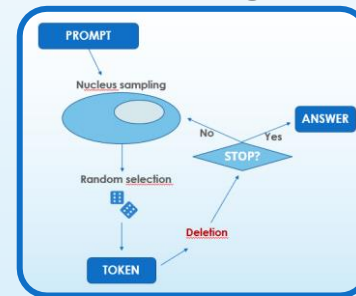 PROMPT
Nucleus sampling
ANSWER
No
Yes
STOP?
Random selection
Deletion
TOKEN